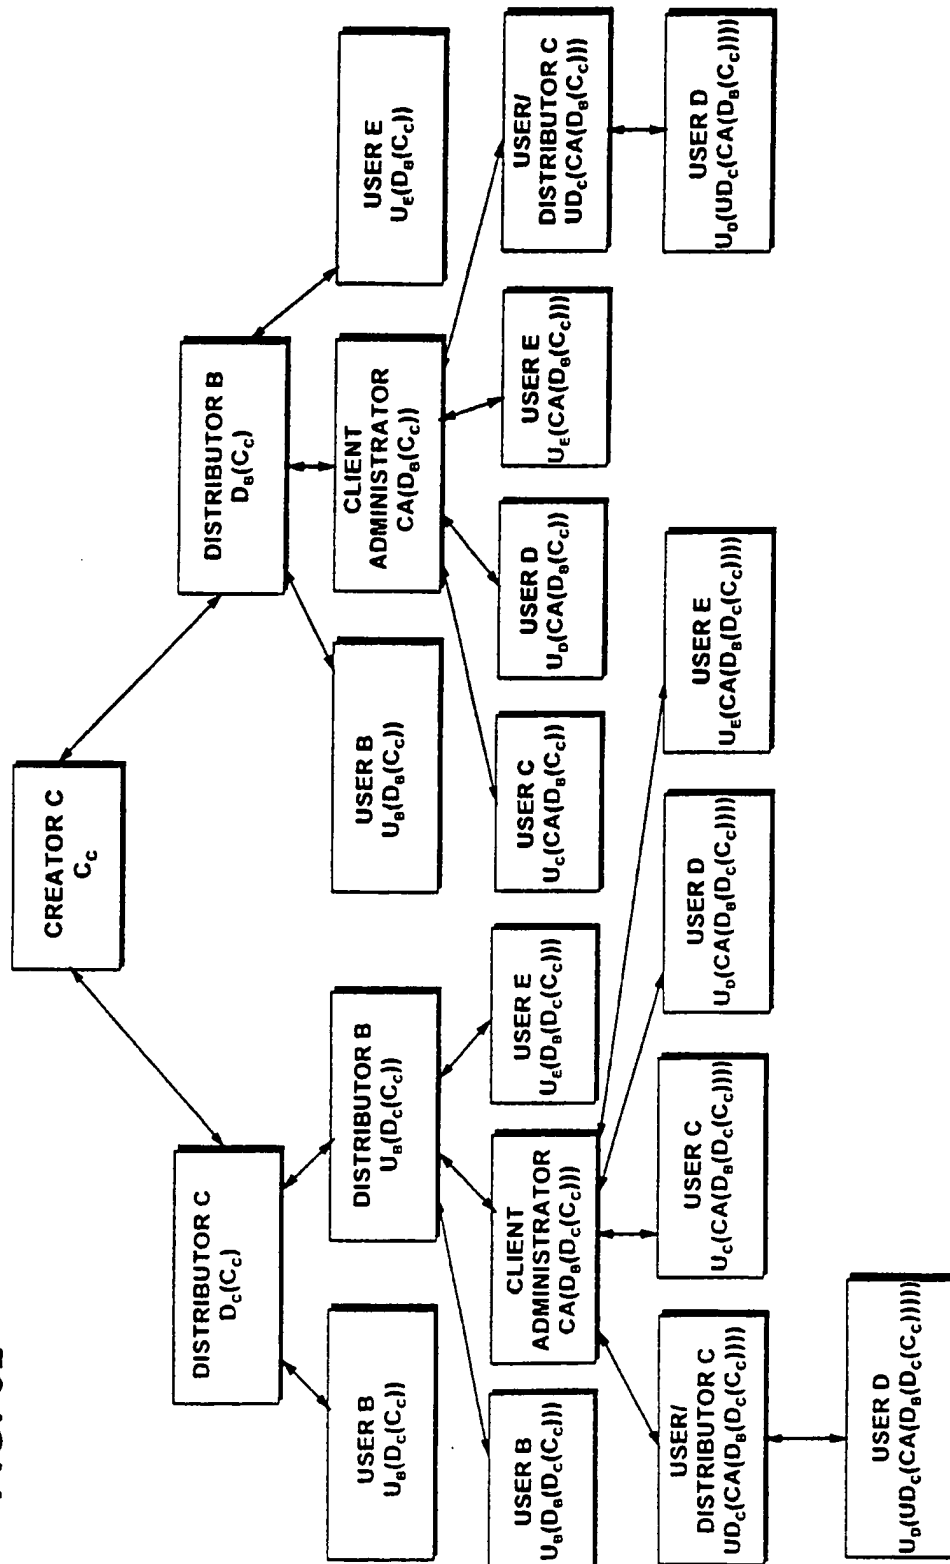 CREATOR C
C_C
DISTRIBUTOR C
D_C(C_C)
DISTRIBUTOR B
D_B(C_C)
USER B
U_B(D_C(C_C))
DISTRIBUTOR B
U_B(D_C(C_C))
USER B
U_B(D_B(C_C))
CLIENT
ADMINISTRATOR
CA(D_B(C_C))
USER E
U_E(D_B(C_C))
USER B
U_B(D_B(D_C(C_C)))
CLIENT
ADMINISTRATOR
CA(D_B(D_C(C_C)))
USER E
U_E(D_B(D_C(C_C)))
USER C
U_C(CA(D_B(C_C))
USER D
U_D(CA(D_B(C_C))
USER E
U_E(CA(D_B(C_C)))
USER/
DISTRIBUTOR C
UD_C(CA(D_B(C_C)))
USER/
DISTRIBUTOR C
UD_C(CA(D_B(D_C(C_C))))
USER C
U_C(CA(D_B(D_C(C_C))))
USER D
U_D(CA(D_B(D_C(C_C))))
USER E
U_E(CA(D_B(D_C(C_C))))
USER D
U_D(UD_C(CA(D_B(C_C))))
USER D
U_D(UD_C(CA(D_B(D_C(C_C)))))